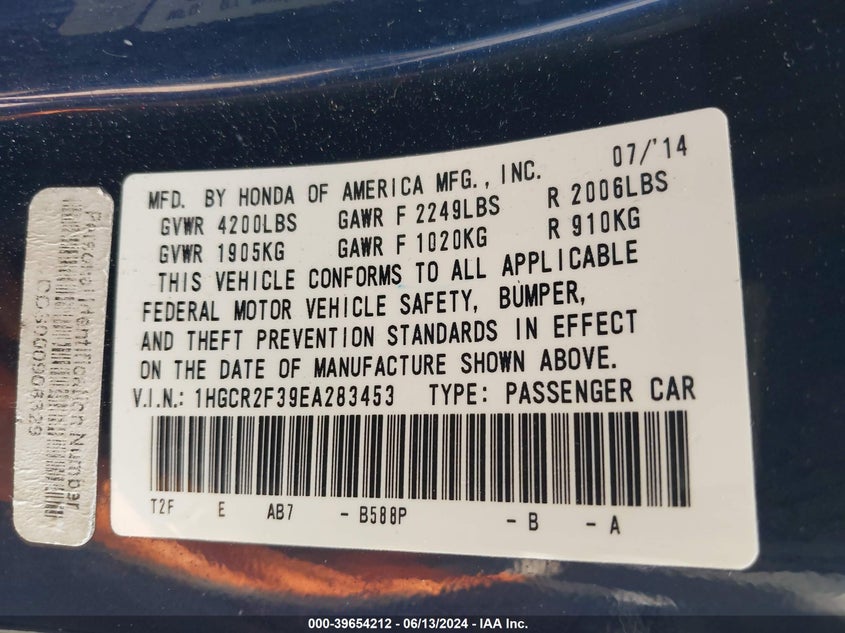 07/'14
MFD. BY HONDA OF AMERICA MFG., INC.
GVWR 4200LBS GAWR F 2249LBS R 2006LBS
GVWR 1905KG GAWR F 1020KG R 910KG
THIS VEHICLE CONFORMS TO ALL APPLICABLE
FEDERAL MOTOR VEHICLE SAFETY, BUMPER,
AND THEFT PREVENTION STANDARDS IN EFFECT
ON THE DATE OF MANUFACTURE SHOWN ABOVE.
V.I.N.: 1HGCR2F39EA283453 TYPE: PASSENGER CAR
T2F E AB7 - B588P - B - A
Identification Number
000-39654212 - 06/13/2024 - IAA Inc.